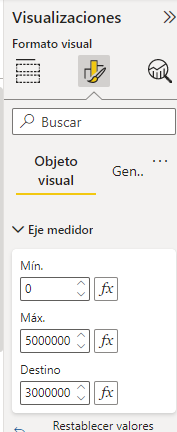 Visualizaciones
Formato visual
Buscar
Objeto visual
Gen..
Eje medidor
Mín.
0
fx
Máx.
5000000
fx
Destino
3000000
fx
Restablecer valores